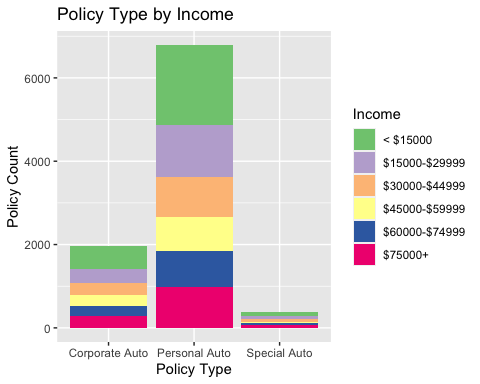 Policy Type by Income
Policy Count
6000
4000
2000
0
Corporate Auto Personal Auto Special Auto
Policy Type
Income
< $15000
$15000-$29999
$30000-$44999
$45000-$59999
$60000-$74999
$75000+